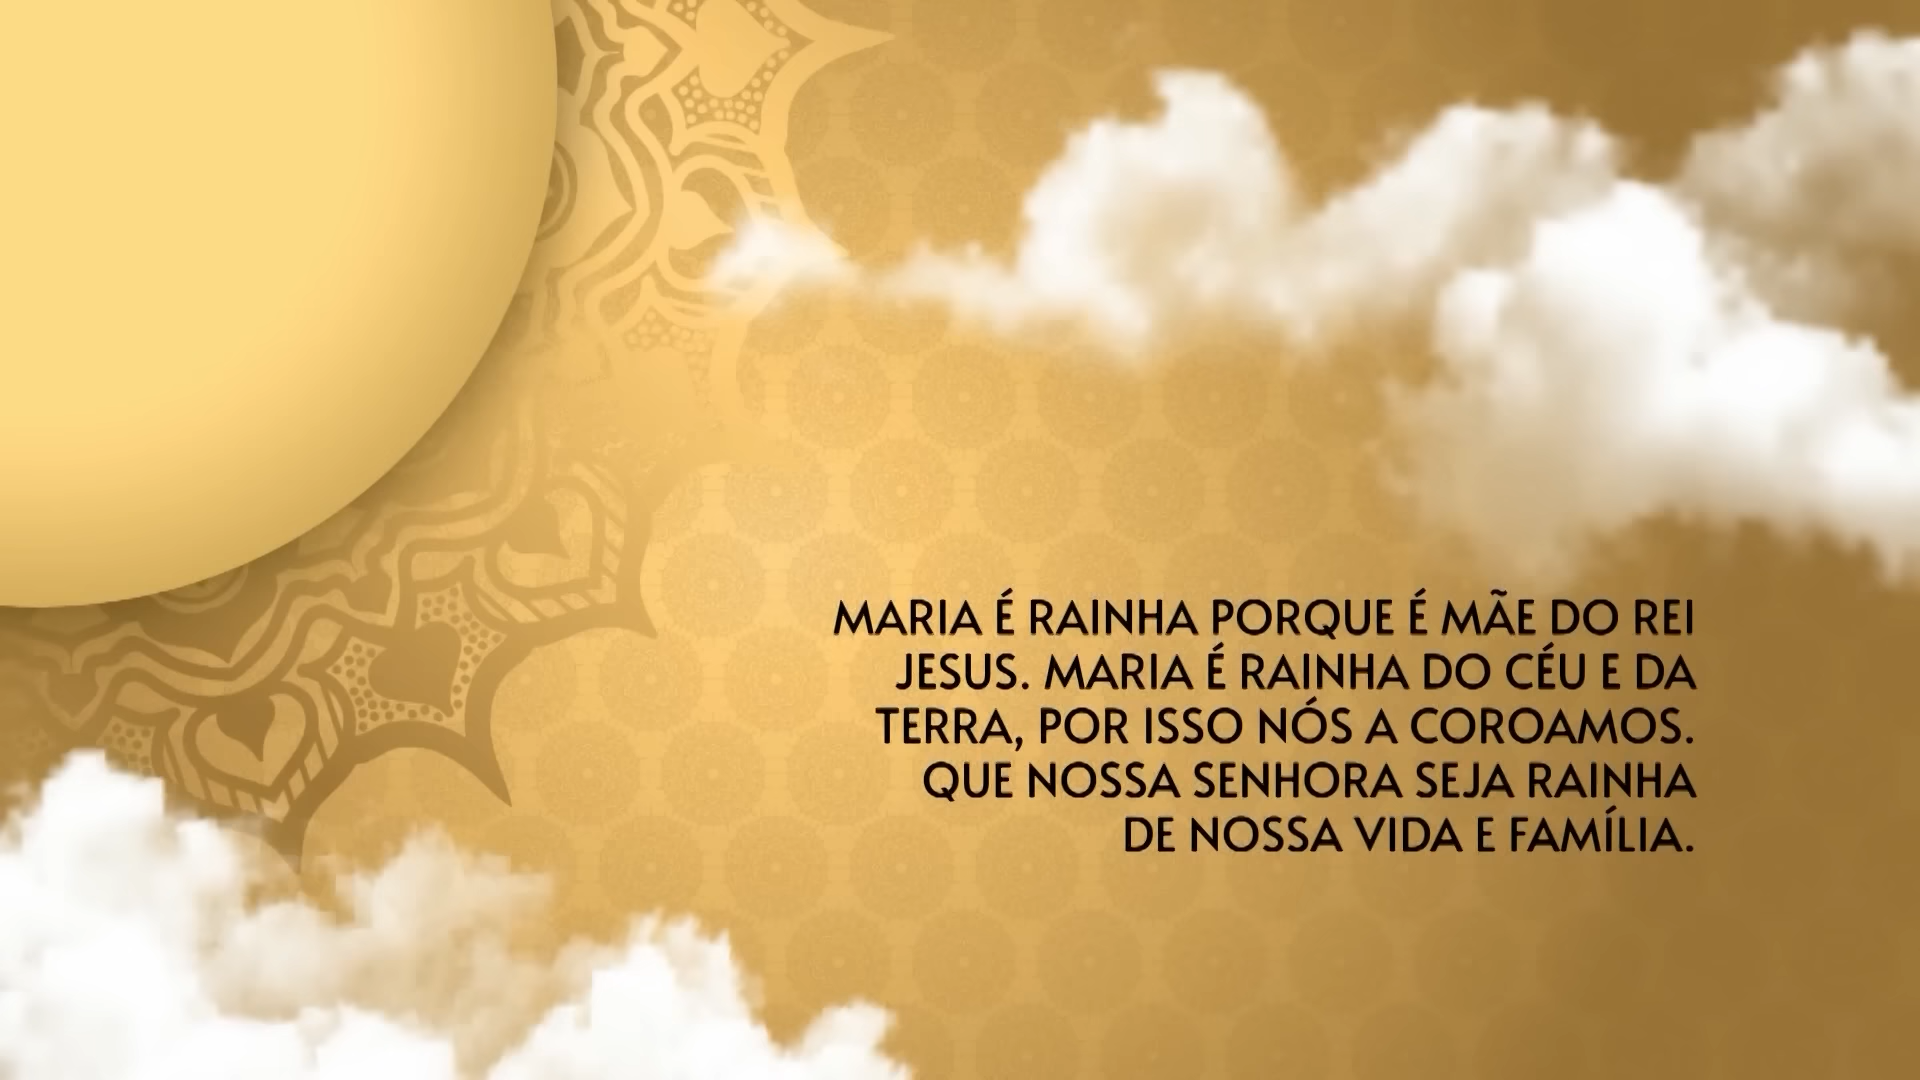 MARIA É RAINHA PORQUE É MÃE DO REI
JESUS. MARIA É RAINHA DO CÉU E DA
TERRA, POR ISSO NÓS A COROAMOS.
QUE NOSSA SENHORA SEJA RAINHA
DE NOSSA VIDA E FAMÍLIA.